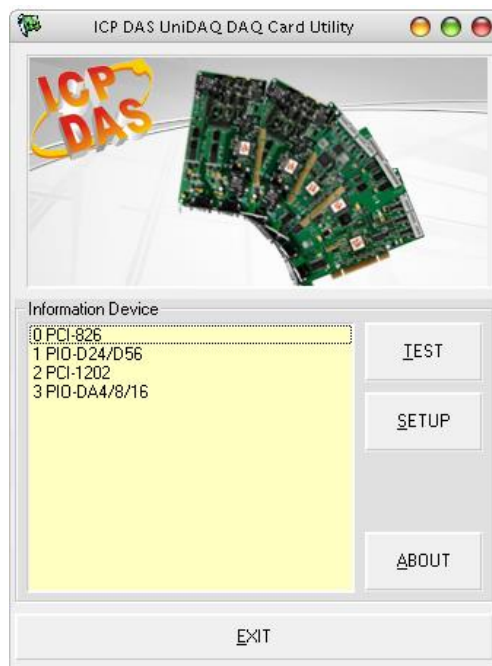 ICP DAS UniDAQ DAQ Card Utility
ICP
DAS
Information Device
0 PCI-826
1 PIO-D24/D56
2 PCI-1202
3 PIO-DA4/8/16
TEST
SETUP
ABOUT
EXIT